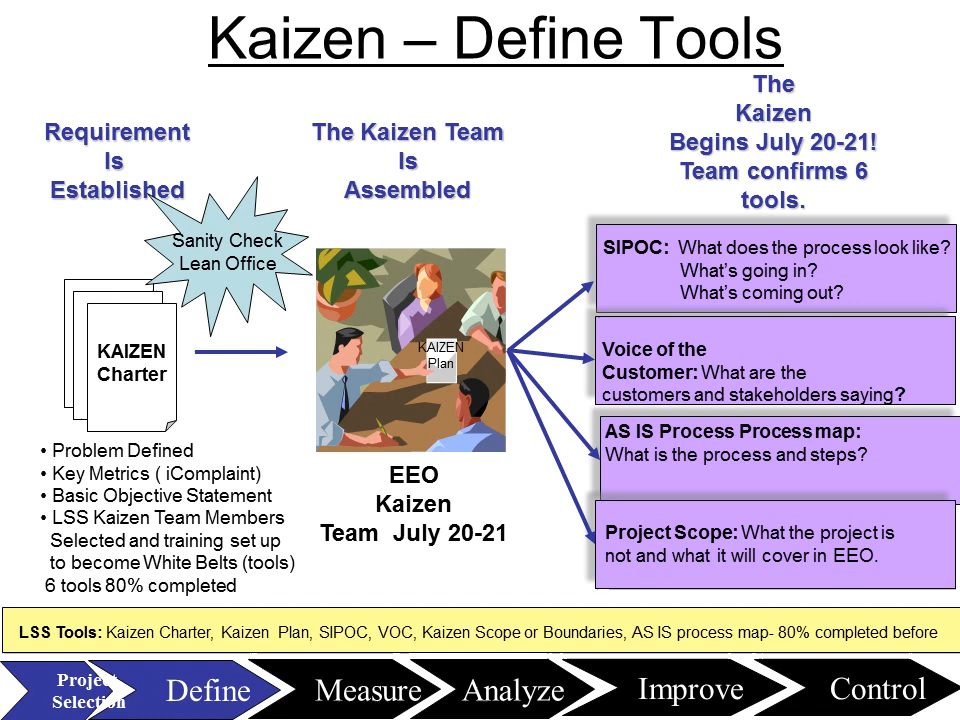 Kaizen – Define Tools
Requirement
Is
Established
The Kaizen Team
Is
Assembled
The
Kaizen
Begins July 20-21!
Team confirms 6
tools.
Sanity Check
Lean Office
KAIZEN
Charter
KAIZEN
Plan
• Problem Defined
• Key Metrics ( iComplaint)
• Basic Objective Statement
• LSS Kaizen Team Members
Selected and training set up
to become White Belts (tools)
6 tools 80% completed
EEO
Kaizen
Team July 20-21
SIPOC: What does the process look like?
What’s going in?
What’s coming out?
Voice of the
Customer: What are the
customers and stakeholders saying?
AS IS Process Process map:
What is the process and steps?
Project Scope: What the project is
not and what it will cover in EEO.
LSS Tools: Kaizen Charter, Kaizen Plan, SIPOC, VOC, Kaizen Scope or Boundaries, AS IS process map- 80% completed before
Project
Selection
Define
Measure
Analyze
Improve
Control